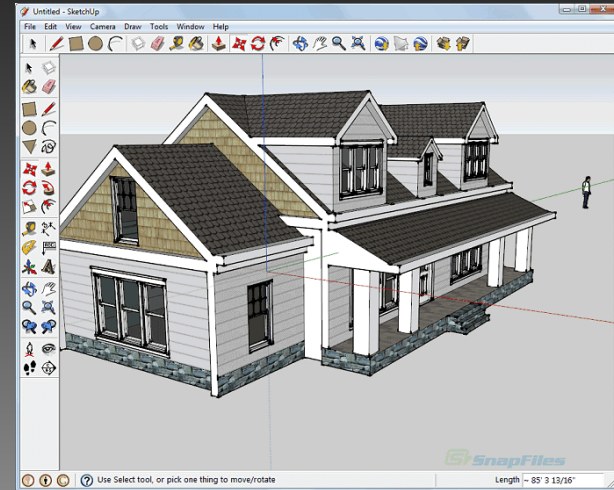 Untitled - SketchUp
File Edit View Camera Draw Tools Window Help
ABC
SnapFiles
Use Select tool, or pick one thing to move/rotate
Length ~ 85' 3 13/16"